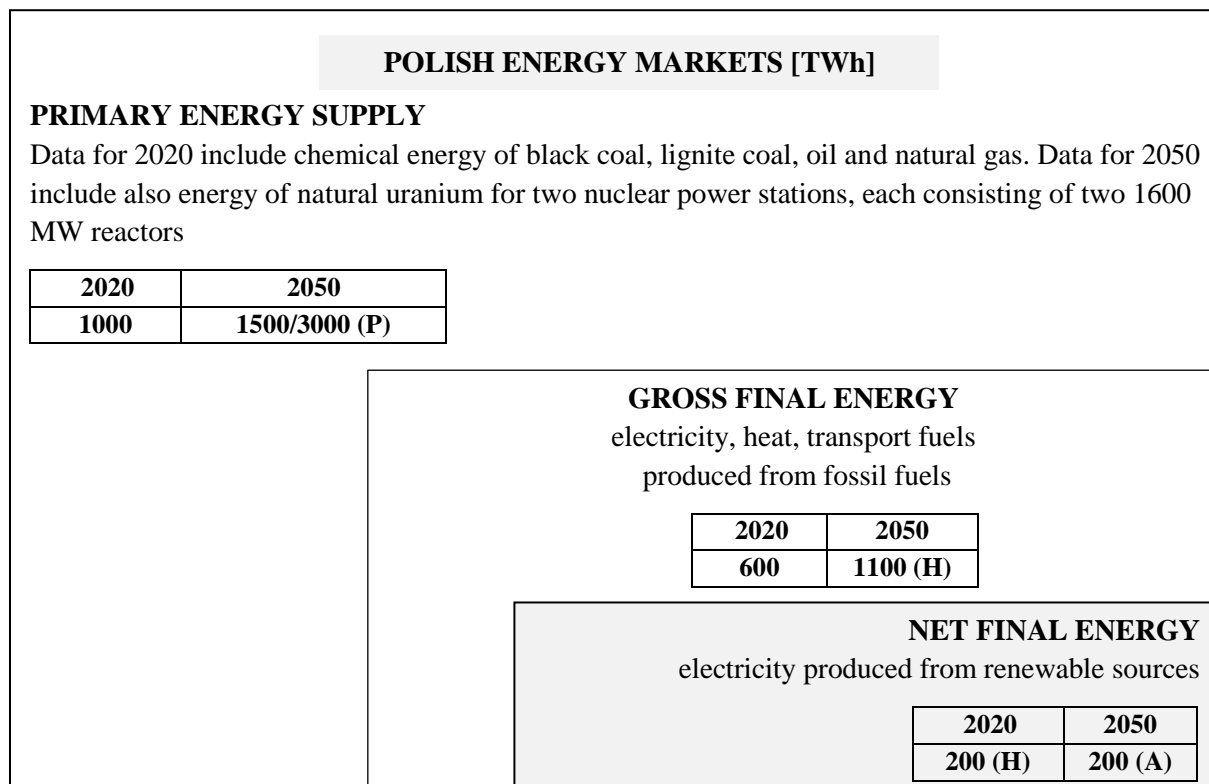 POLISH ENERGY MARKETS [TWh]
PRIMARY ENERGY SUPPLY
Data for 2020 include chemical energy of black coal, lignite coal, oil and natural gas. Data for 2050
include also energy of natural uranium for two nuclear power stations, each consisting of two 1600
MW reactors
2020 2050
1000 1500/3000 (P)
GROSS FINAL ENERGY
electricity, heat, transport fuels
produced from fossil fuels
2020 2050
600 1100 (H)
NET FINAL ENERGY
electricity produced from renewable sources
2020 2050
200 (H) 200 (A)